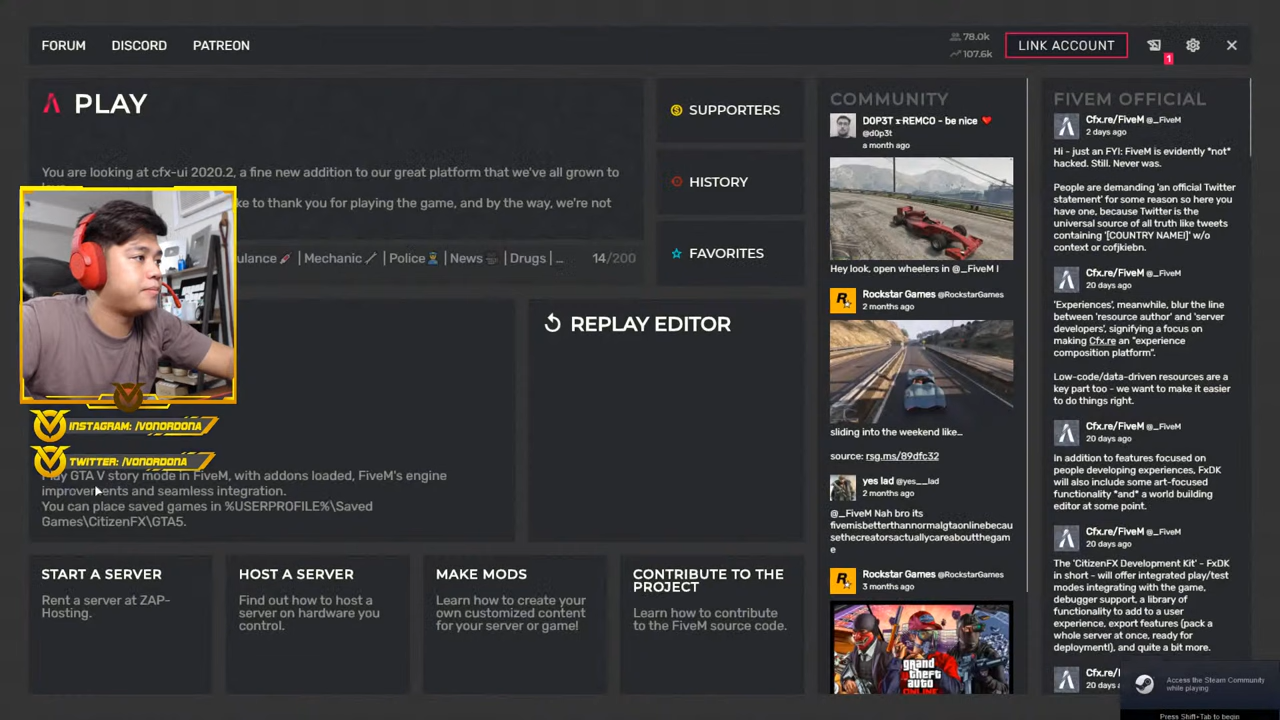 FORUM
DISCORD
PATREON
78.0k
107.6k
LINK ACCOUNT
1
PLAY
You are looking at cfx-ui 2020.2, a fine new addition to our great platform that we've all grown to
ke to thank you for playing the game, and by the way, we're not
ulance | Mechanic | Police | News | Drugs | ...
14/200
SUPPORTERS
HISTORY
FAVORITES
REPLAY EDITOR
INSTAGRAM: /VONORDONA
TWITTER: /VONORDONA
Play GTA V story mode in FiveM, with addons loaded, FiveM's engine
improvements and seamless integration.
You can place saved games in %USERPROFILE%\Saved
Games\CitizenFX\GTA5.
START A SERVER
Rent a server at ZAP-
Hosting.
HOST A SERVER
Find out how to host a
server on hardware you
control.
MAKE MODS
Learn how to create your
own customized content
for your server or game!
CONTRIBUTE TO THE
PROJECT
Learn how to contribute
to the FiveM source code.
COMMUNITY
D0P3T x REMCO - be nice ❤️
@d0p3t
a month ago
Hey look, open wheelers in @_FiveM !
Rockstar Games @RockstarGames
2 months ago
sliding into the weekend like...
source: rsg.ms/89dfc32
yes lad @yes__lad
2 months ago
@_FiveM Nah bro its
fivemisbetterthannormalgtaonlinebecau
sethecreatorsactuallycareaboutthegam
e
Rockstar Games @RockstarGames
3 months ago
grand
theft
auto
ONLINE
FIVEM OFFICIAL
Cfx.re/FiveM @_FiveM
2 days ago
Hi - just an FYI: FiveM is evidently *not*
hacked. Still. Never was.
People are demanding 'an official Twitter
statement' for some reason so here you
have one, because Twitter is the
universal source of all truth like tweets
containing '[COUNTRY NAME]' w/o
context or cofjkiebn.
Cfx.re/FiveM @_FiveM
20 days ago
'Experiences', meanwhile, blur the line
between 'resource author' and 'server
developers', signifying a focus on
making Cfx.re an "experience
composition platform".
Low-code/data-driven resources are a
key part too - we want to make it easier
to do things right.
Cfx.re/FiveM @_FiveM
20 days ago
In addition to features focused on
people developing experiences, FxDK
will also include some art-focused
functionality *and* a world building
editor at some point.
Cfx.re/FiveM @_FiveM
20 days ago
The 'CitizenFX Development Kit' - FxDK
in short - will offer integrated play/test
modes integrating with the game,
debugger support, a library of
functionality to add to a user
experience, export features (pack a
whole server at once, ready for
deployment!), and quite a bit more.
Cfx.r
20 days
Access the Steam Community
while playing
Press Shift+Tab to begin